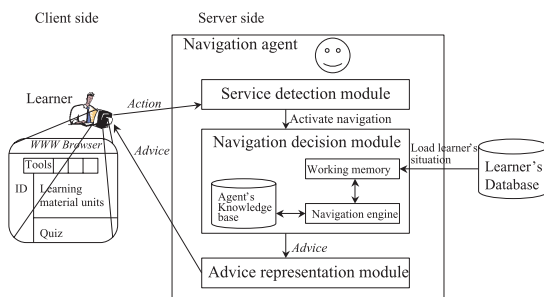 Client side
Server side
Navigation agent
Learner
Action
Service detection module
WWW Browser
Advice
Activate navigation
Tools
ID
Learning
material units
Quiz
Navigation decision module
Load learner's
situation
Working memory
Agent's
Knowledge
base
Navigation engine
Learner's
Database
Advice
Advice representation module